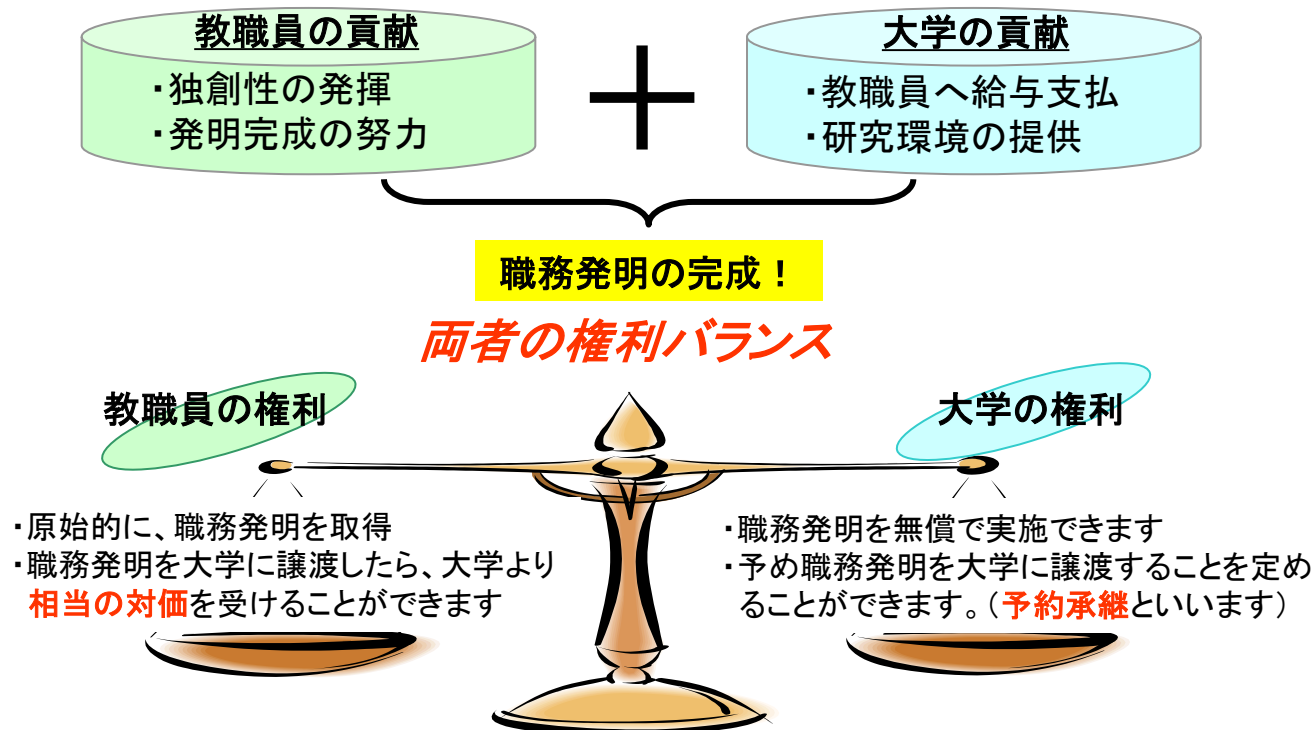 教職員の貢献
・独創性の発揮
・発明完成の努力
＋
大学の貢献
・教職員へ給与支払
・研究環境の提供
職務発明の完成！
両者の権利バランス
教職員の権利
・原始的に、職務発明を取得
・職務発明を大学に譲渡したら、大学より
相当の対価を受けることができます
大学の権利
・職務発明を無償で実施できます
・予め職務発明を大学に譲渡することを定め
ることができます。（予約承継といいます）